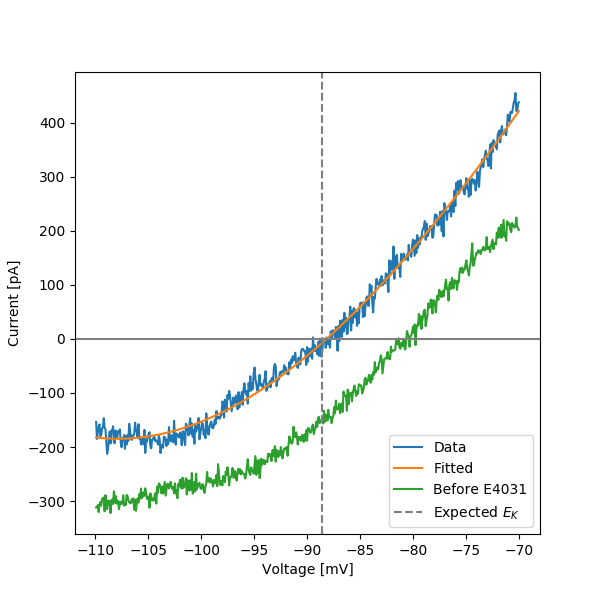 400
300
200
100
0
−100
−200
−300
Current [pA]
−110 −105 −100 −95 −90 −85 −80 −75 −70
Voltage [mV]
Data
Fitted
Before E4031
Expected E_K